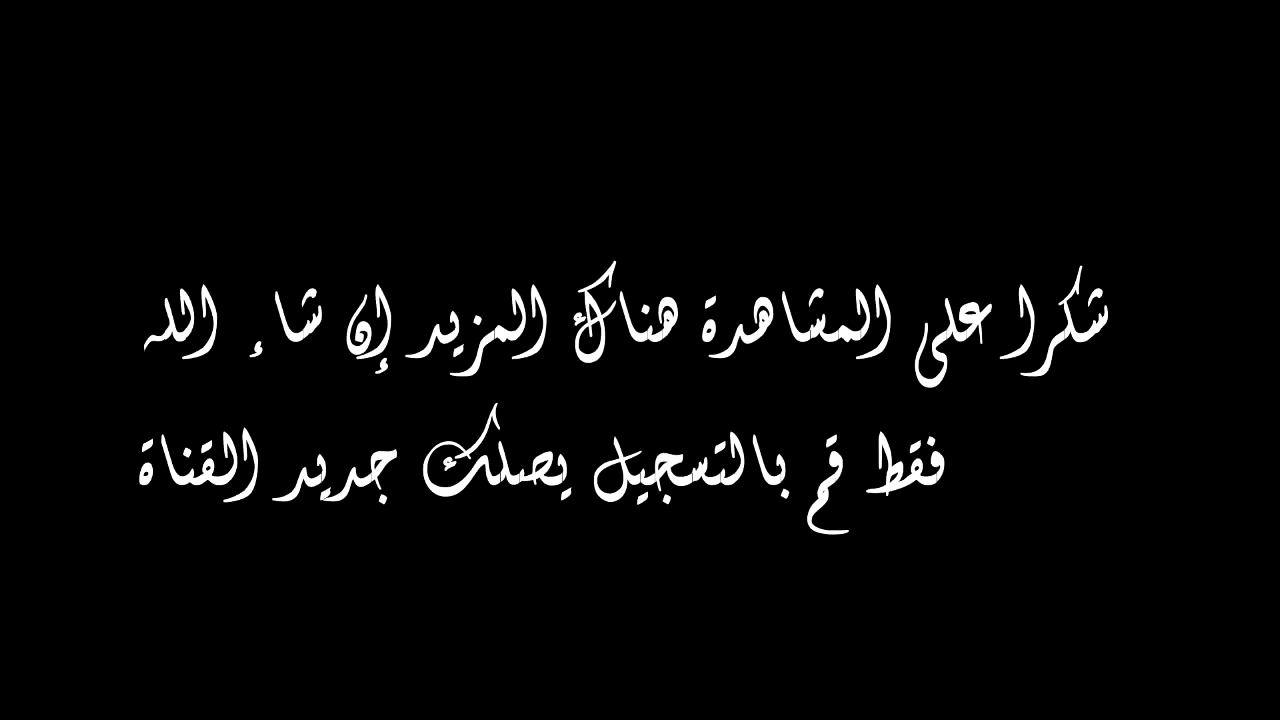 شكرا على المشاهدة هناك المزيد إن شاء الله
فقط قم بالتسجيل يصلك جديد القناة